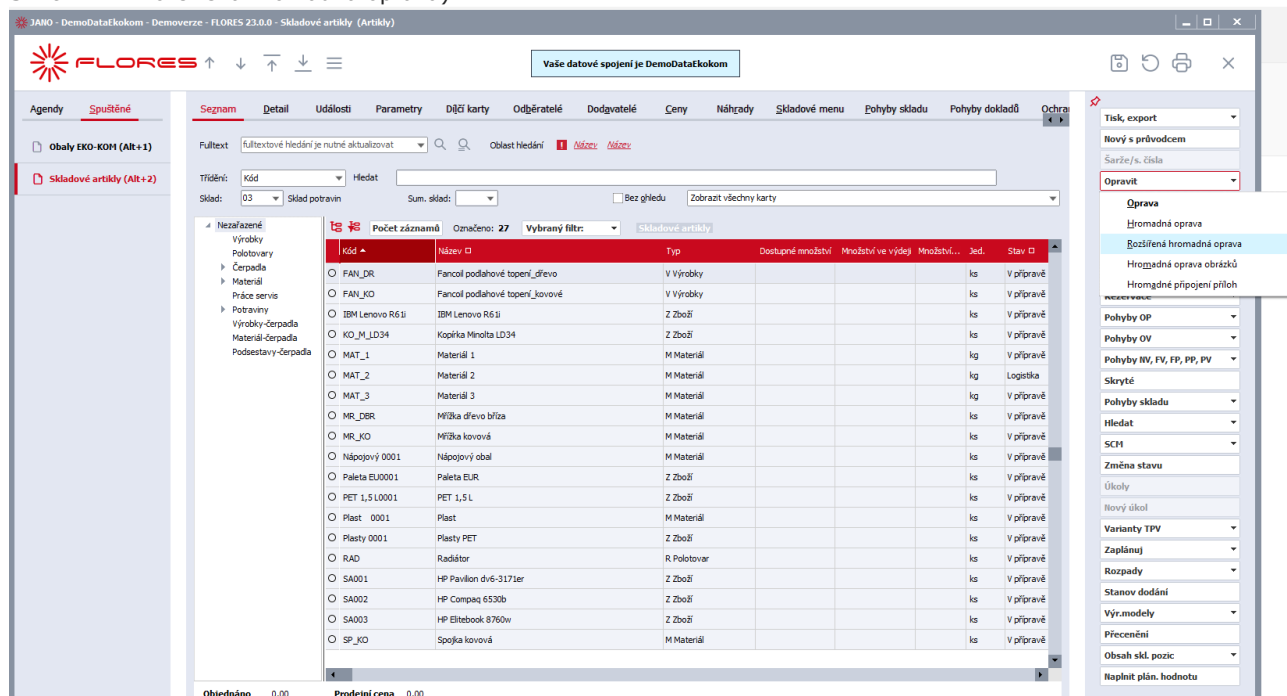 JANO - DemoDataEkokom - Demoverze - FLORES 23.0.0 - Skladové artikly (Artikly)
FLORES
Vaše datové spojení je DemoDataEkokom
Agendy Spuštěné
Obaly EKO-KOM (Alt+1)
Skladové artikly (Alt+2)
Seznam Detail Události Parametry Dílčí karty Odběratelé Dodavatelé Ceny Náhrady Skladové menu Pohyby skladu Pohyby dokladů Ochra
Fulltext fulltextové hledání je nutné aktualizovat Oblast hledání Název Název
Třídění: Kód Hledat
Sklad: 03 Sklad potravin Sum. sklad: Bez ohledu Zobrazit všechny karty
Nezařazené
Výrobky
Polotovary
Čerpadla
Materiál
Práce servis
Potraviny
Výrobky-čerpadla
Materiál-čerpadla
Podsestavy-čerpadla
Počet záznamů Označeno: 27 Vybraný filtr: Skladové artikly
Kód Název Typ Dostupné množství Množství ve výdeji Množství... Jed. Stav
FAN_DR Fancoil podlahové topení_dřevo V Výrobky ks V přípravě
FAN_KO Fancoil podlahové topení_kovové V Výrobky ks V přípravě
IBM Lenovo R61i IBM Lenovo R61i Z Zboží ks V přípravě
KO_M_LD34 Kopírka Minolta LD34 Z Zboží ks V přípravě
MAT_1 Materiál 1 M Materiál kg V přípravě
MAT_2 Materiál 2 M Materiál kg Logistika
MAT_3 Materiál 3 M Materiál kg V přípravě
MR_DBR Mřížka dřevo bříza M Materiál ks V přípravě
MR_KO Mřížka kovová M Materiál ks V přípravě
Nápojový 0001 Nápojový obal M Materiál ks V přípravě
Paleta EU0001 Paleta EUR Z Zboží ks V přípravě
PET 1,5 L0001 PET 1,5 L Z Zboží ks V přípravě
Plast 0001 Plast M Materiál ks V přípravě
Plasty 0001 Plasty PET Z Zboží ks V přípravě
RAD Radiátor R Polotovar ks V přípravě
SA001 HP Pavilion dv6-3171er Z Zboží ks V přípravě
SA002 HP Compaq 6530b Z Zboží ks V přípravě
SA003 HP Elitebook 8760w Z Zboží ks V přípravě
SP_KO Spojka kovová M Materiál ks V přípravě
Objednáno 0.00 Prodejní cena 0.00
Tisk, export
Nový s průvodcem
Šarže/s. čísla
Opravit
Oprava
Hromadná oprava
Rozšířená hromadná oprava
Hromadná oprava obrázků
Hromadné připojení příloh
Rezervace
Pohyby OP
Pohyby OV
Pohyby NV, FV, FP, PP, PV
Skryté
Pohyby skladu
Hledat
SCM
Změna stavu
Úkoly
Nový úkol
Varianty TPV
Zaplánuj
Rozpady
Stanov dodání
Výr.modely
Přecenění
Obsah skl. pozic
Naplnit plán. hodnotu